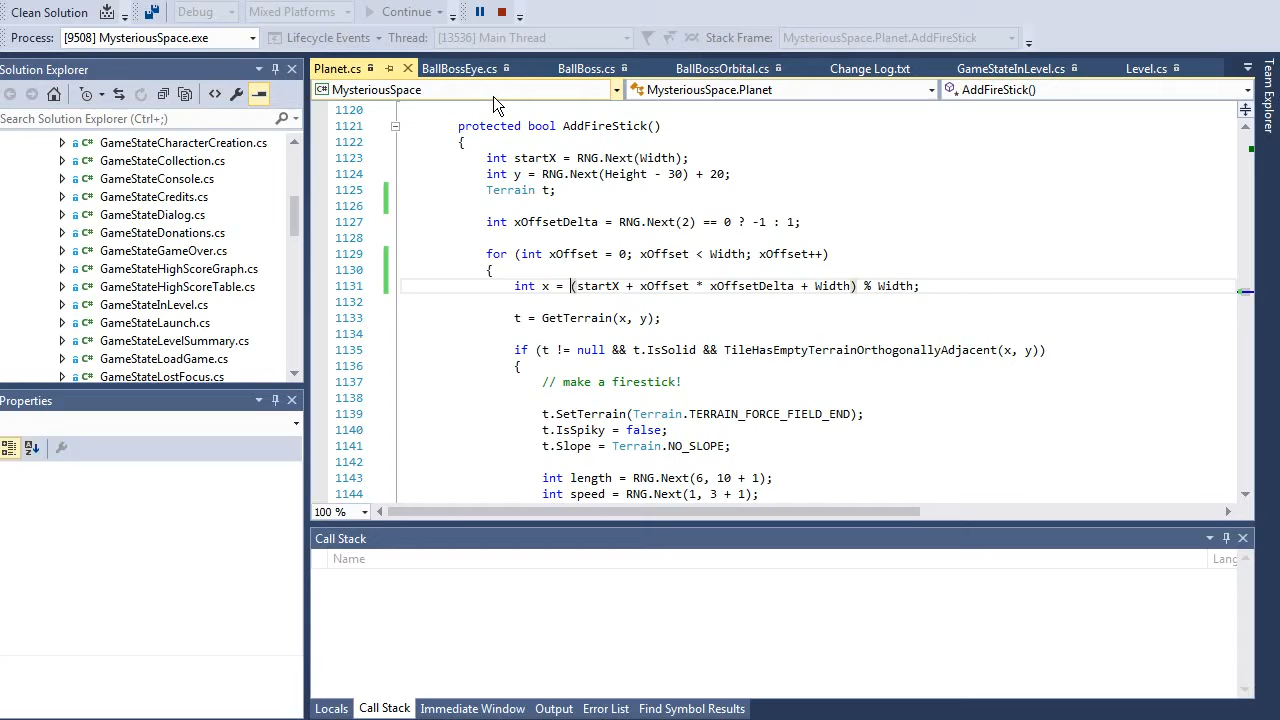 Clean Solution Debug Mixed Platforms Continue
Process: [9508] MysteriousSpace.exe Lifecycle Events Thread: [13536] Main Thread Stack Frame: MysteriousSpace.Planet.AddFireStick
Solution Explorer
Search Solution Explorer (Ctrl+;)
C# GameStateCharacterCreation.cs
C# GameStateCollection.cs
C# GameStateConsole.cs
C# GameStateCredits.cs
C# GameStateDialog.cs
C# GameStateDonations.cs
C# GameStateGameOver.cs
C# GameStateHighScoreGraph.cs
C# GameStateHighScoreTable.cs
C# GameStateInLevel.cs
C# GameStateLaunch.cs
C# GameStateLevelSummary.cs
C# GameStateLoadGame.cs
C# GameStateLostFocus.cs
Properties
Planet.cs BallBossEye.cs BallBoss.cs BallBossOrbital.cs Change Log.txt GameStateInLevel.cs Level.cs
C# MysteriousSpace MysteriousSpace.Planet AddFireStick()
1120
1121 protected bool AddFireStick()
1122 {
1123 int startX = RNG.Next(Width);
1124 int y = RNG.Next(Height - 30) + 20;
1125 Terrain t;
1126
1127 int xOffsetDelta = RNG.Next(2) == 0 ? -1 : 1;
1128
1129 for (int xOffset = 0; xOffset < Width; xOffset++)
1130 {
1131 int x = (startX + xOffset * xOffsetDelta + Width) % Width;
1132
1133 t = GetTerrain(x, y);
1134
1135 if (t != null && t.IsSolid && TileHasEmptyTerrainOrthogonallyAdjacent(x, y))
1136 {
1137 // make a firestick!
1138
1139 t.SetTerrain(Terrain.TERRAIN_FORCE_FIELD_END);
1140 t.IsSpiky = false;
1141 t.Slope = Terrain.NO_SLOPE;
1142
1143 int length = RNG.Next(6, 10 + 1);
1144 int speed = RNG.Next(1, 3 + 1);
100 %
Call Stack
Name Lang
Locals Call Stack Immediate Window Output Error List Find Symbol Results
Team Explorer